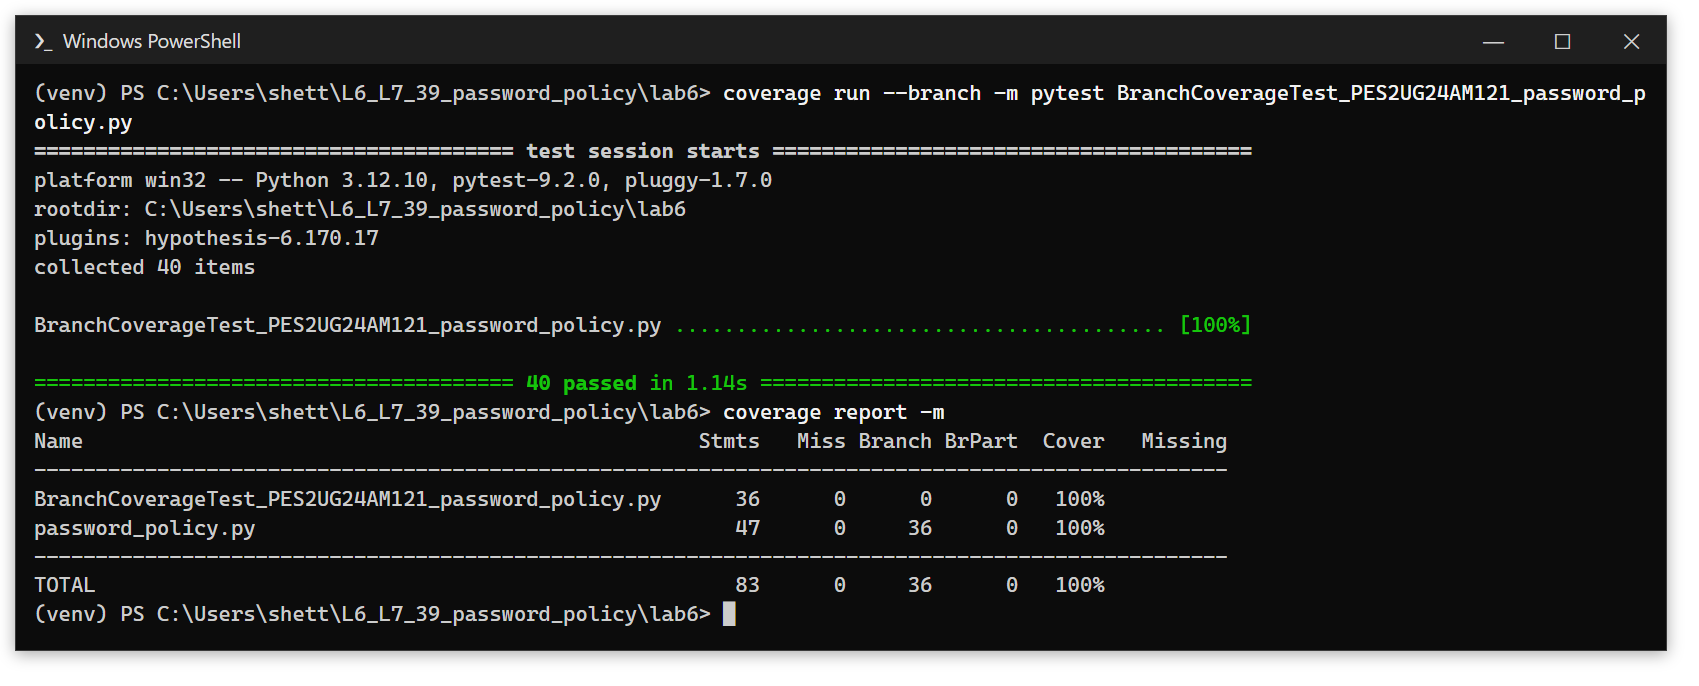 Windows PowerShell
(venv) PS C:\Users\shett\L6_L7_39_password_policy\lab6> coverage run --branch -m pytest BranchCoverageTest_PES2UG24AM121_password_p
olicy.py
======================================= test session starts =======================================
platform win32 -- Python 3.12.10, pytest-9.2.0, pluggy-1.7.0
rootdir: C:\Users\shett\L6_L7_39_password_policy\lab6
plugins: hypothesis-6.170.17
collected 40 items
BranchCoverageTest_PES2UG24AM121_password_policy.py ........................................ [100%]
======================================= 40 passed in 1.14s ========================================
(venv) PS C:\Users\shett\L6_L7_39_password_policy\lab6> coverage report -m
Name                                                  Stmts   Miss Branch BrPart  Cover   Missing
-------------------------------------------------------------------------------------------------
BranchCoverageTest_PES2UG24AM121_password_policy.py      36      0      0      0   100%
password_policy.py                                       47      0     36      0   100%
-------------------------------------------------------------------------------------------------
TOTAL                                                    83      0     36      0   100%
(venv) PS C:\Users\shett\L6_L7_39_password_policy\lab6>